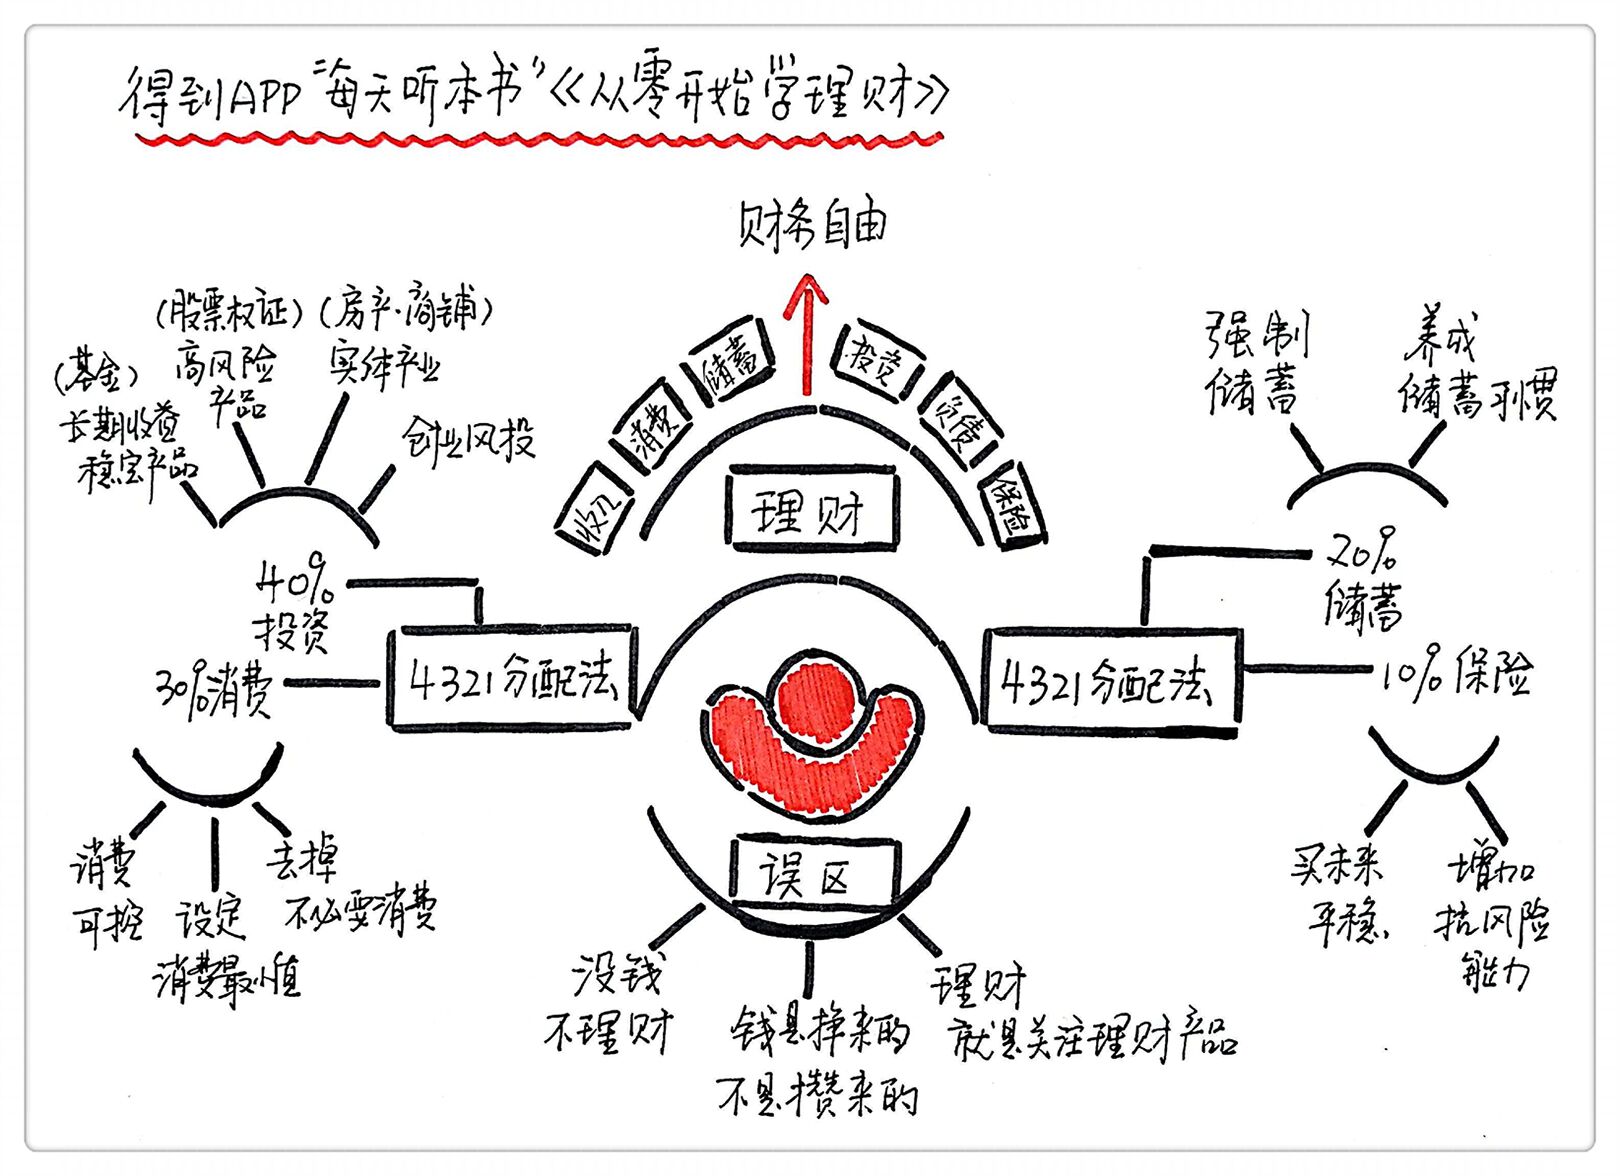 得到APP"每天听本书"《从零开始学理财》
财务自由
收入
消费
储蓄
投资
负债
保险
理财
(基金)
长期收益
稳定产品
(股票权证)
高风险
产品
(房产·商铺)
实体产业
创业风投
40%
投资
30%消费
4321分配法
消费
可控
设定
消费最小值
去掉
不必要消费
强制
储蓄
养成
储蓄习惯
20%
储蓄
4321分配法
10%保险
买未来
平稳
增加
抗风险
能力
误区
没钱
不理财
钱是挣来的
不是攒来的
理财
就是关注理财产品